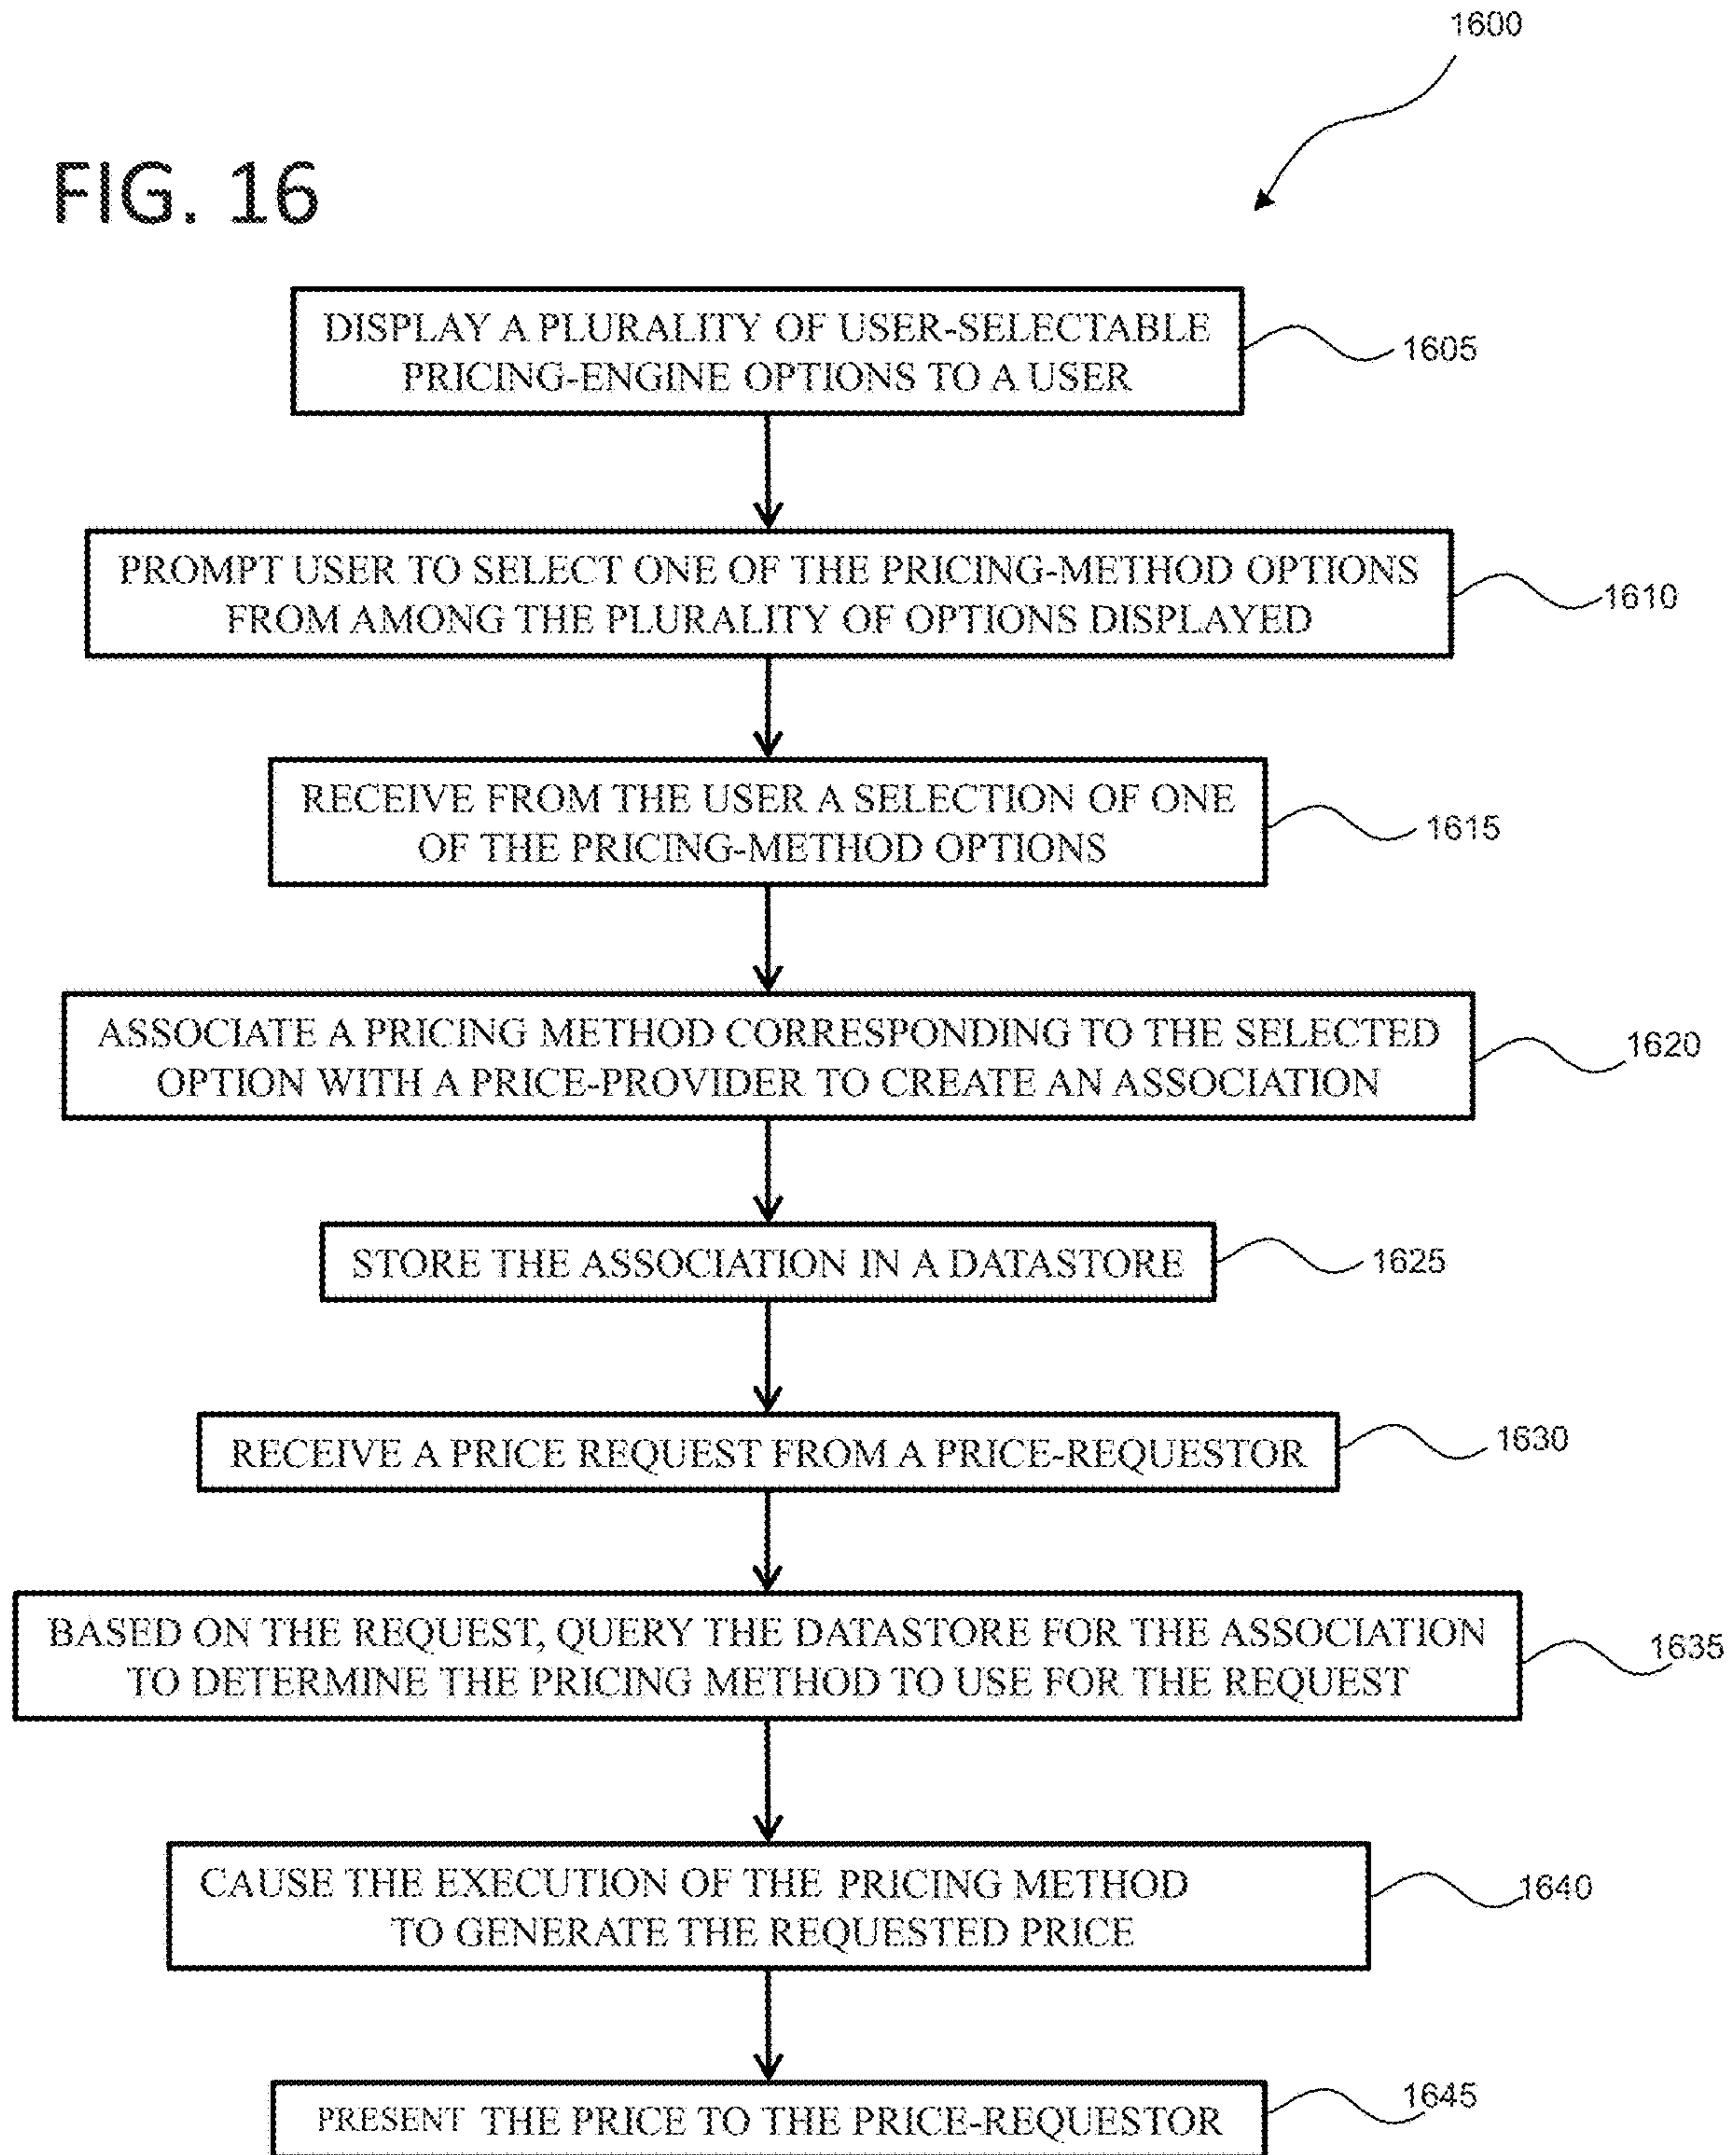 1600
FIG. 16
DISPLAY A PLURALITY OF USER-SELECTABLE
PRICING-ENGINE OPTIONS TO A USER
1605
PROMPT USER TO SELECT ONE OF THE PRICING-METHOD OPTIONS
FROM AMONG THE PLURALITY OF OPTIONS DISPLAYED
1610
RECEIVE FROM THE USER A SELECTION OF ONE
OF THE PRICING-METHOD OPTIONS
1615
ASSOCIATE A PRICING METHOD CORRESPONDING TO THE SELECTED
OPTION WITH A PRICE-PROVIDER TO CREATE AN ASSOCIATION
1620
STORE THE ASSOCIATION IN A DATASTORE
1625
RECEIVE A PRICE REQUEST FROM A PRICE-REQUESTOR
1630
BASED ON THE REQUEST, QUERY THE DATASTORE FOR THE ASSOCIATION
TO DETERMINE THE PRICING METHOD TO USE FOR THE REQUEST
1635
CAUSE THE EXECUTION OF THE PRICING METHOD
TO GENERATE THE REQUESTED PRICE
1640
PRESENT THE PRICE TO THE PRICE-REQUESTOR
1645